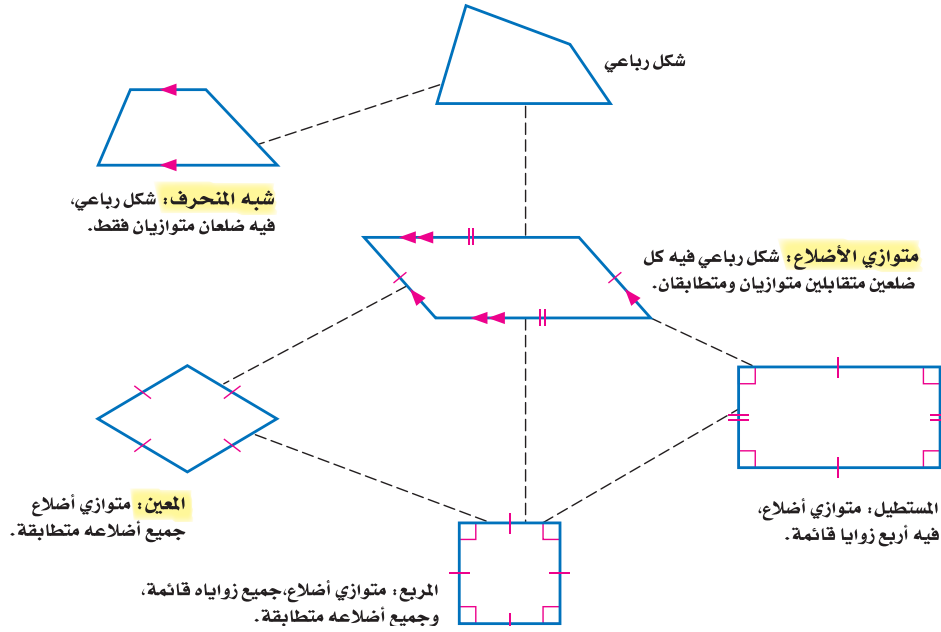 شكل رباعي
شبه المنحرف: شكل رباعي،
فيه ضلعان متوازيان فقط.
متوازي الأضلاع: شكل رباعي فيه كل
ضلعين متقابلين متوازيان ومتطابقان.
المعين: متوازي أضلاع
جميع أضلاعه متطابقة.
المستطيل: متوازي أضلاع،
فيه أربع زوايا قائمة.
المربع: متوازي أضلاع،جميع زواياه قائمة،
وجميع أضلاعه متطابقة.